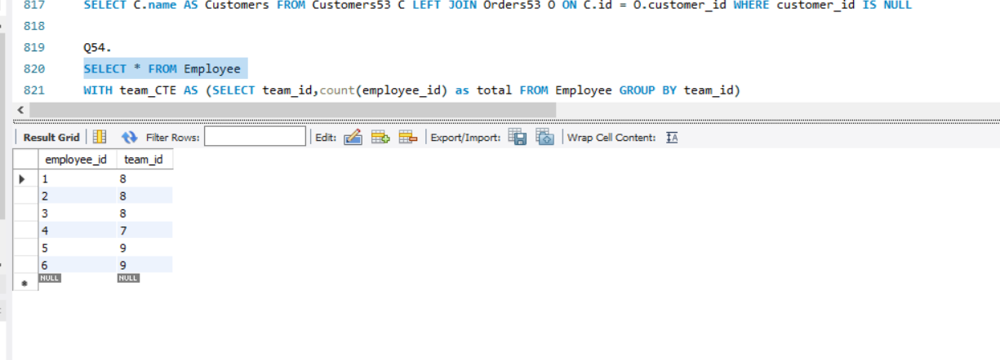 817 SELECT C.name AS Customers FROM Customers53 C LEFT JOIN Orders53 O ON C.id = O.customer_id WHERE customer_id IS NULL
818
819 Q54.
820 SELECT * FROM Employee
821 WITH team_CTE AS (SELECT team_id,count(employee_id) as total FROM Employee GROUP BY team_id)
Result Grid Filter Rows: Edit: Export/Import: Wrap Cell Content: IA
employee_id team_id
1 8
2 8
3 8
4 7
5 9
6 9
NULL NULL